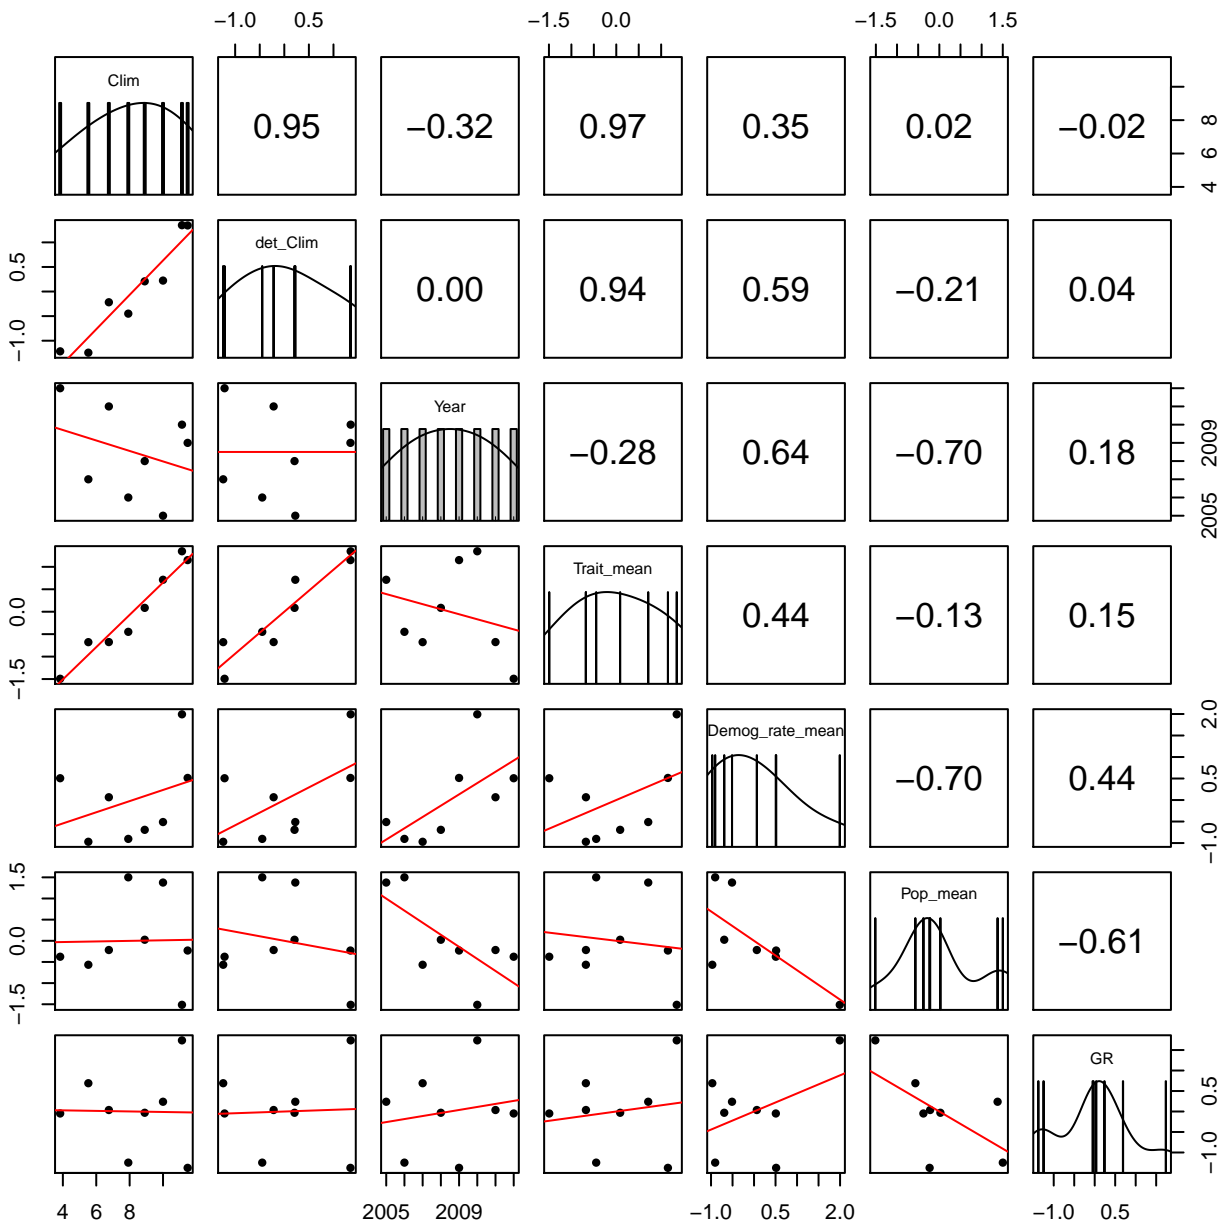 −1.0 0.5 −1.5 0.0 −1.5 0.0 1.5
Clim 0.95 −0.32 0.97 0.35 0.02 −0.02 4 6 8
−1.0 0.5 det_Clim 0.00 0.94 0.59 −0.21 0.04
Year −0.28 0.64 −0.70 0.18 2005 2009
−1.5 0.0 Trait_mean 0.44 −0.13 0.15
Demog_rate_mean −0.70 0.44 −1.0 0.5 2.0
−1.5 0.0 1.5 Pop_mean −0.61
GR −1.0 0.5
4 6 8 2005 2009 −1.0 0.5 2.0 −1.0 0.5